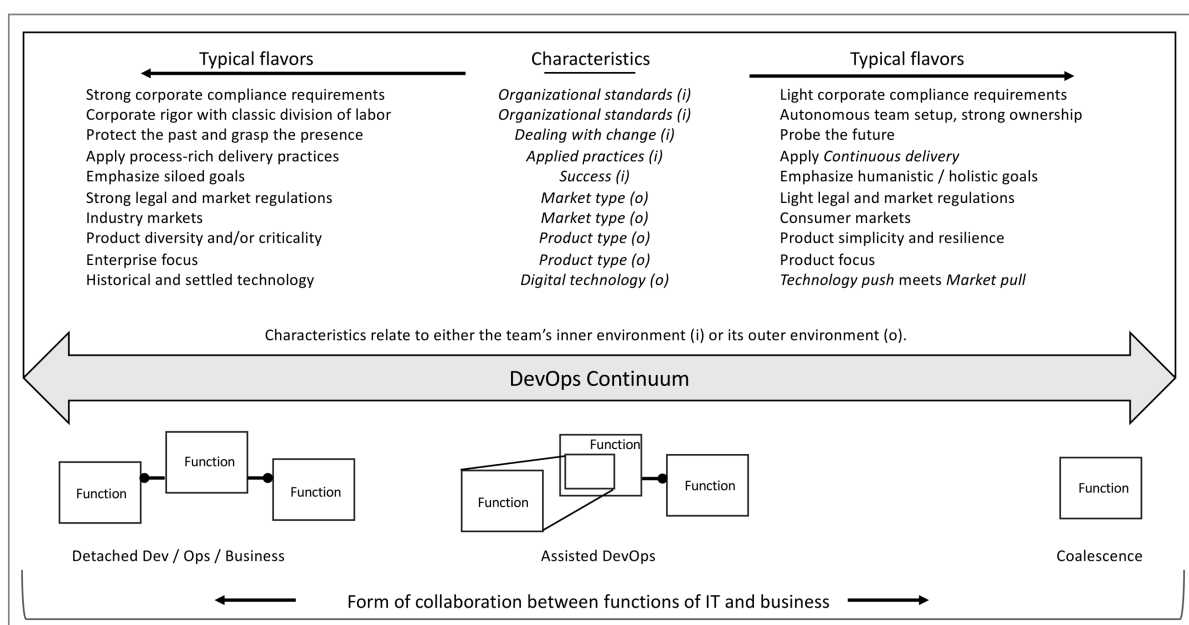 Typical flavors Characteristics Typical flavors
Strong corporate compliance requirements Organizational standards (i) Light corporate compliance requirements
Corporate rigor with classic division of labor Organizational standards (i) Autonomous team setup, strong ownership
Protect the past and grasp the presence Dealing with change (i) Probe the future
Apply process-rich delivery practices Applied practices (i) Apply Continuous delivery
Emphasize siloed goals Success (i) Emphasize humanistic / holistic goals
Strong legal and market regulations Market type (o) Light legal and market regulations
Industry markets Market type (o) Consumer markets
Product diversity and/or criticality Product type (o) Product simplicity and resilience
Enterprise focus Product type (o) Product focus
Historical and settled technology Digital technology (o) Technology push meets Market pull
Characteristics relate to either the team's inner environment (i) or its outer environment (o).
DevOps Continuum
Function Function Function Function Function Function Function
Detached Dev / Ops / Business Assisted DevOps Coalescence
Form of collaboration between functions of IT and business